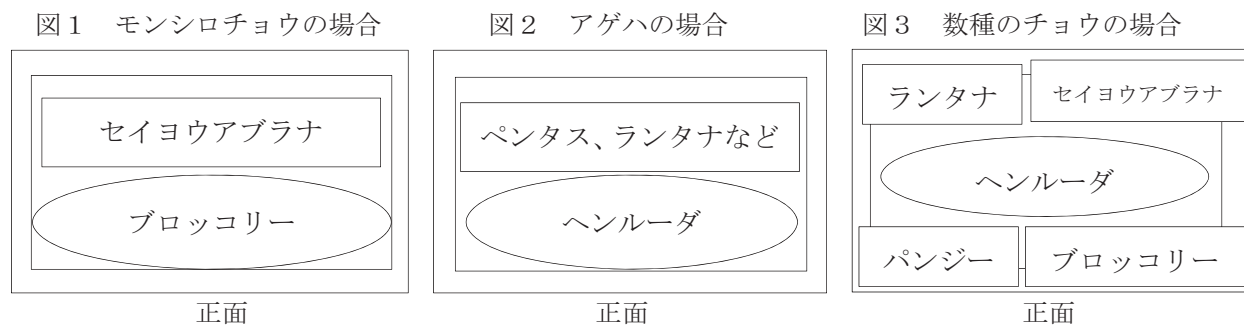 図1 モンシロチョウの場合
セイヨウアブラナ
ブロッコリー
正面
図2 アゲハの場合
ペンタス、ランタナなど
ヘンルーダ
正面
図3 数種のチョウの場合
ランタナ
セイヨウアブラナ
ヘンルーダ
パンジー
ブロッコリー
正面